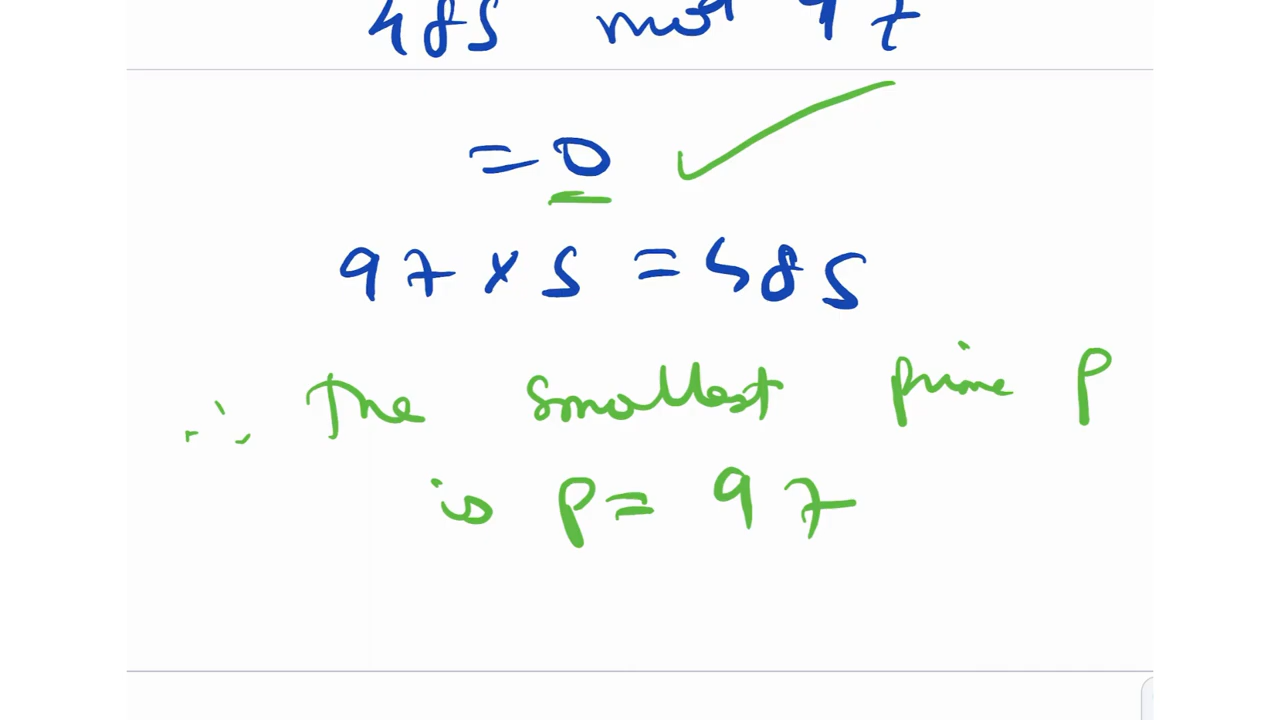 485 mod 97
= 0
97 × 5 = 485
∴ The smallest prime P
is P = 97